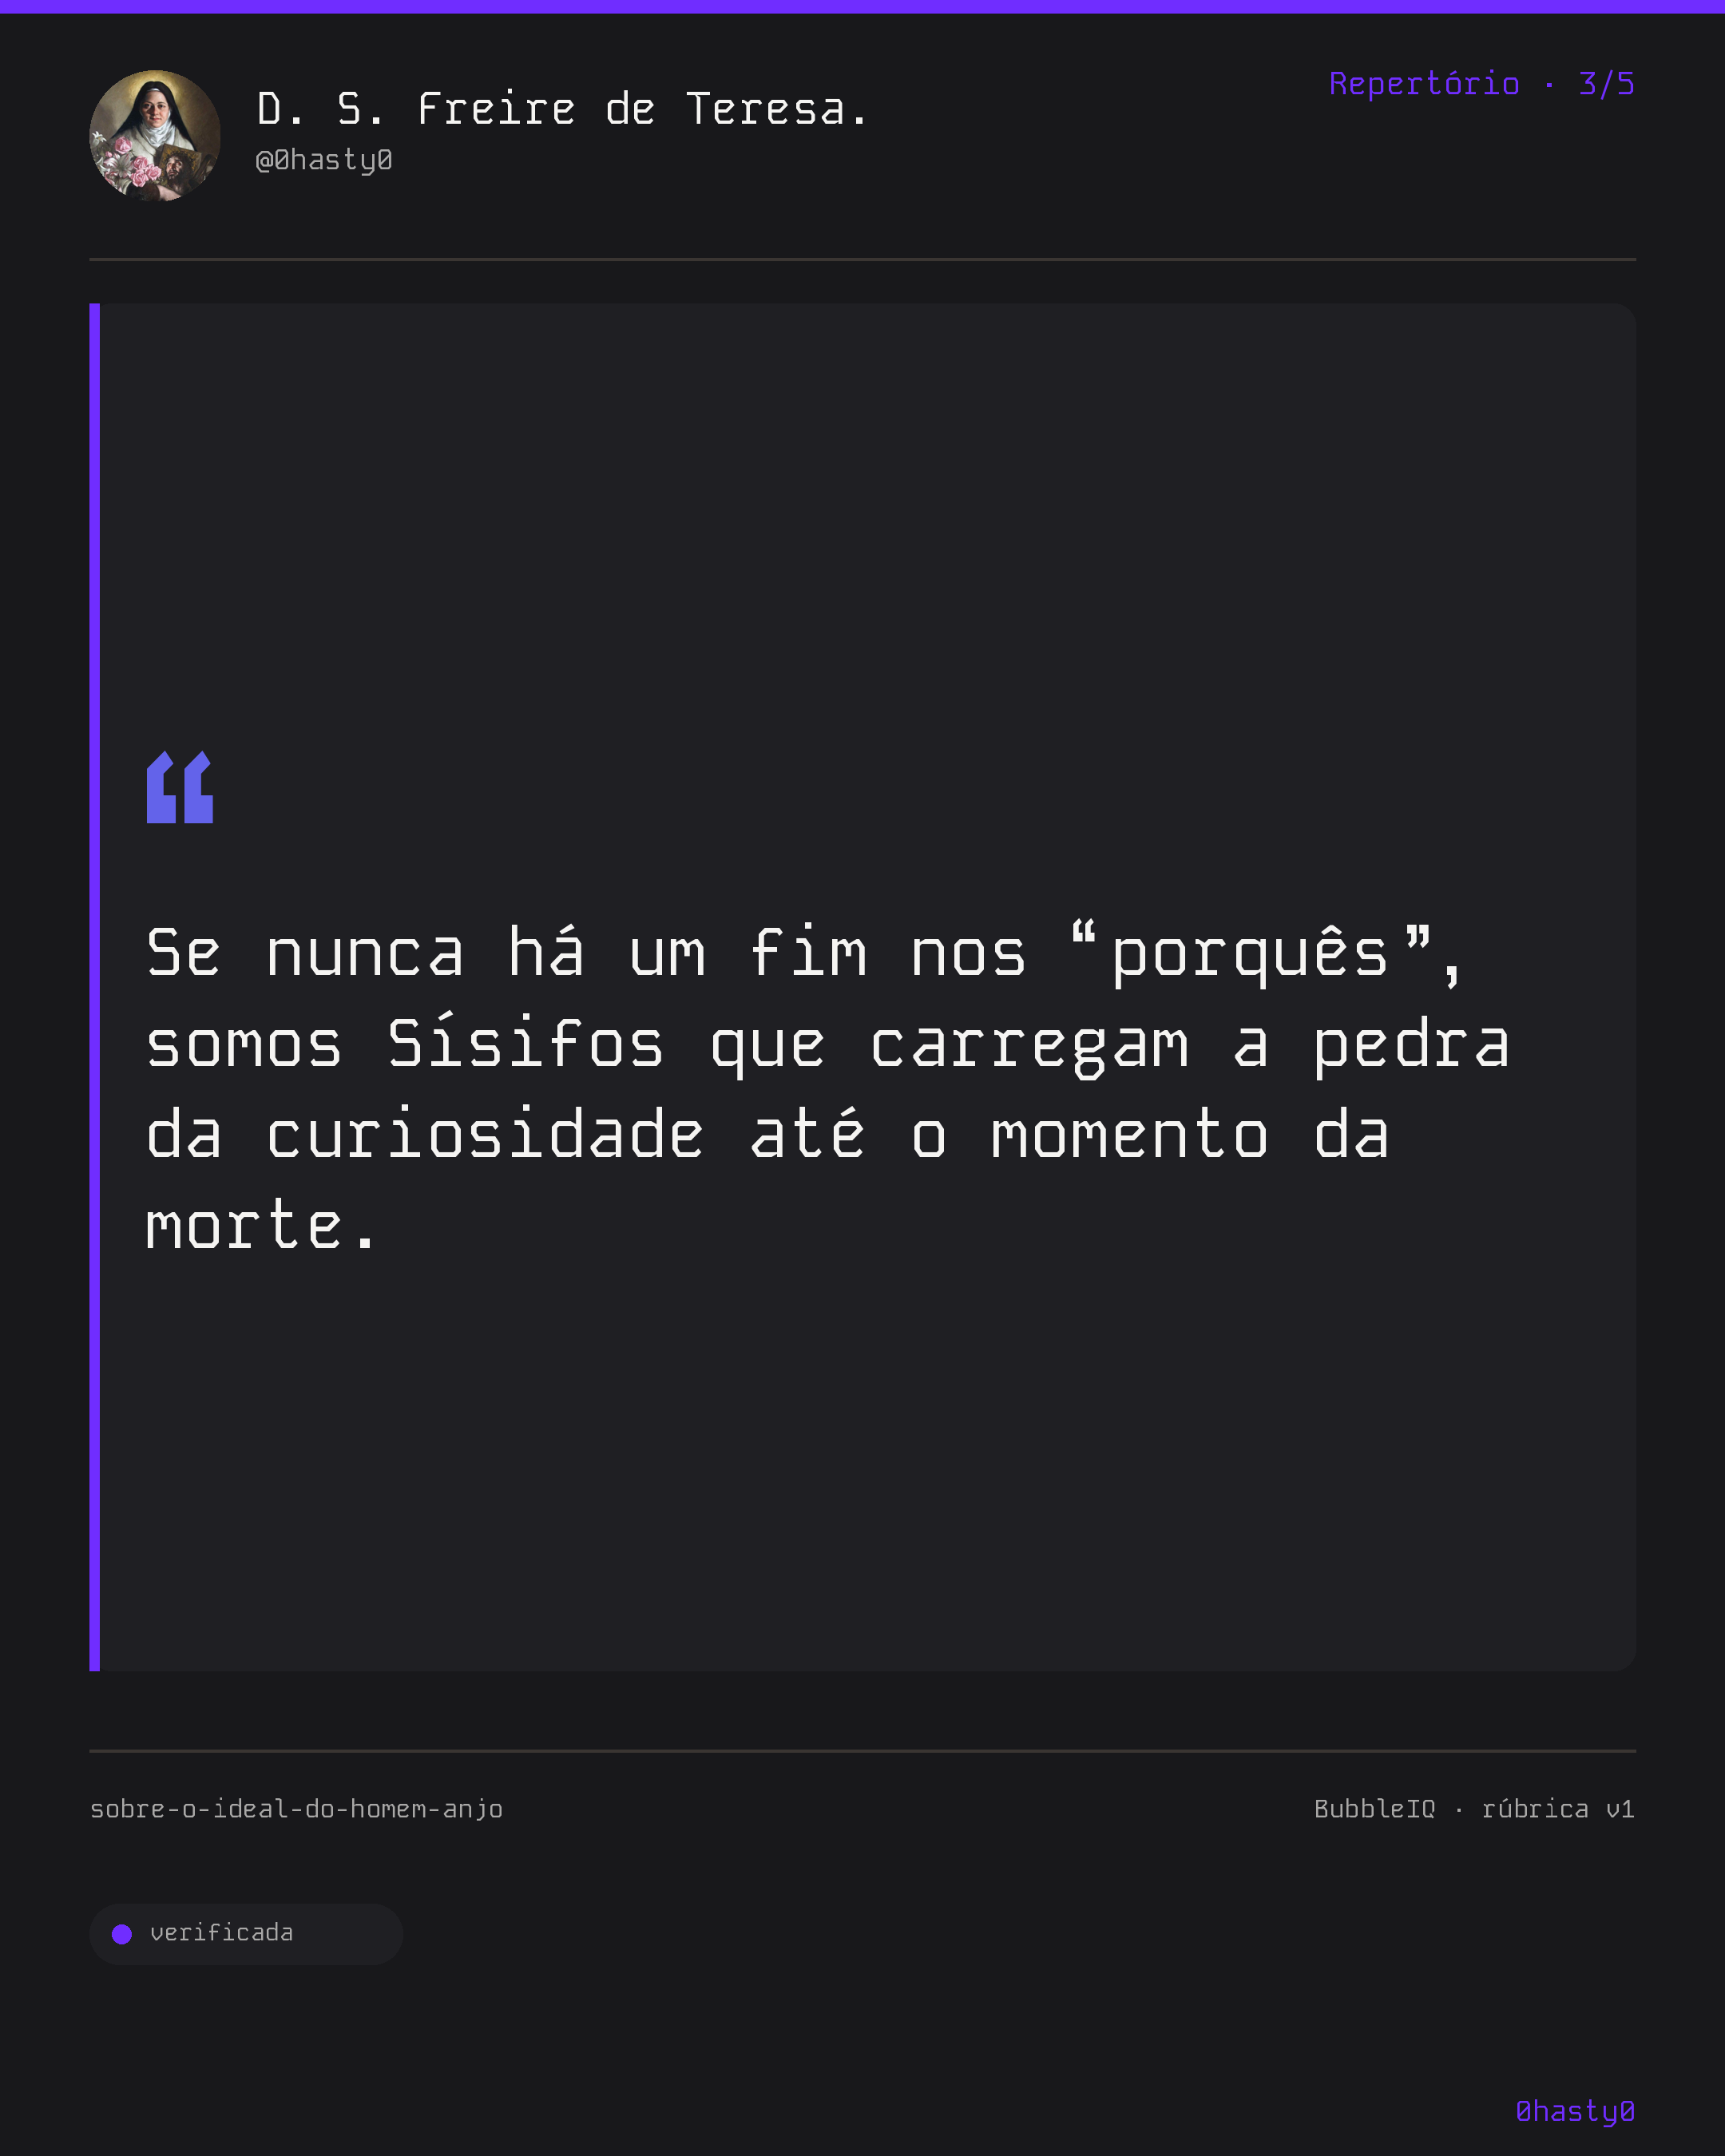 D. S. Freire de Teresa.
@0hasty0
Repertório · 3/5
“
Se nunca há um fim nos “porquês”,
somos Sísifos que carregam a pedra
da curiosidade até o momento da
morte.
sobre-o-ideal-do-homem-anjo
BubbleIQ · rúbrica v1
verificada
0hasty0